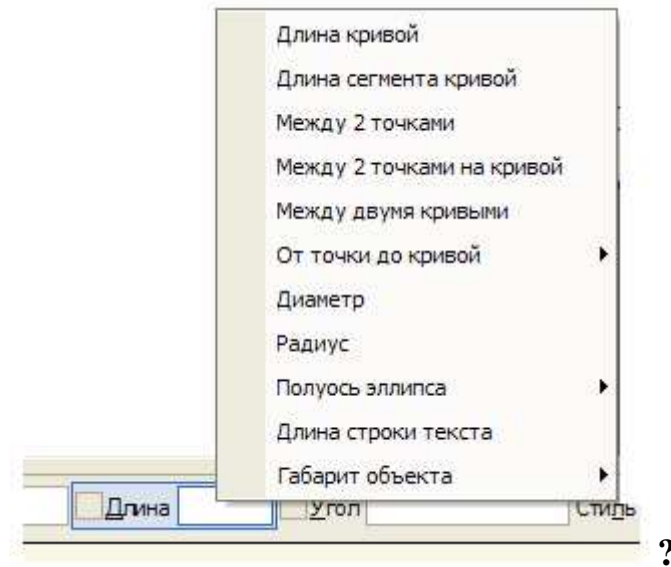 Длина кривой
Длина сегмента кривой
Между 2 точками
Между 2 точками на кривой
Между двумя кривыми
От точки до кривой
Диаметр
Радиус
Полуось эллипса
Длина строки текста
Габарит объекта
Длина Угол Стиль
?